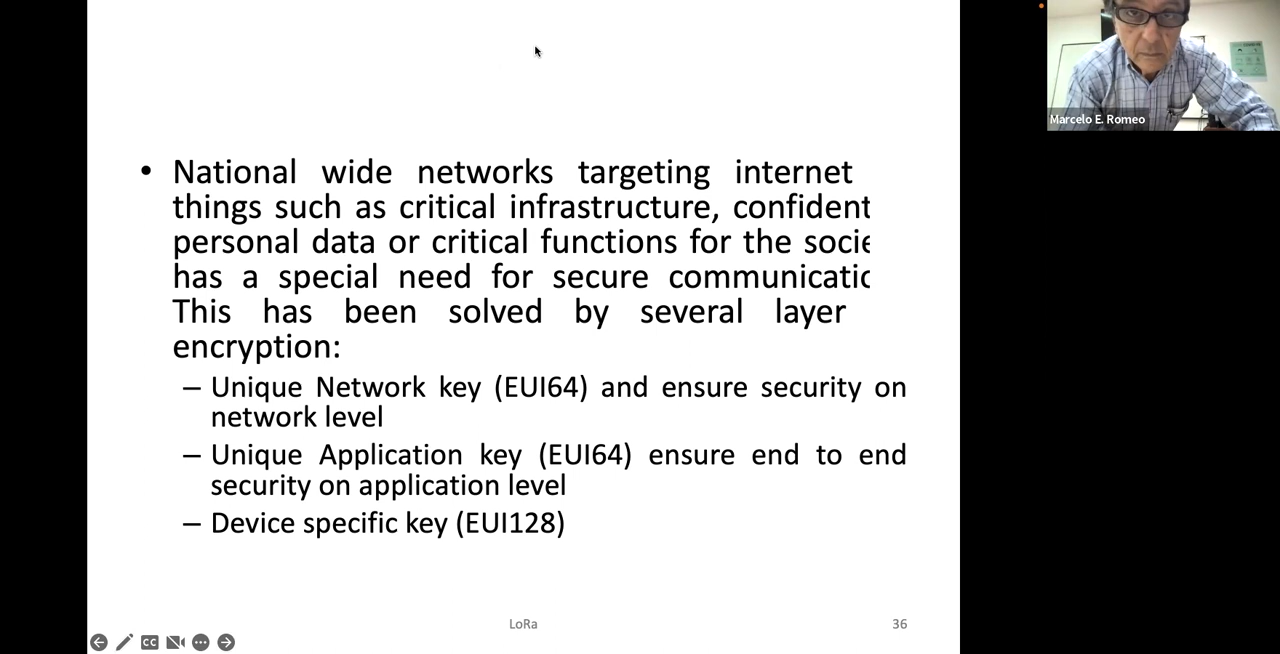 • National wide networks targeting internet
things such as critical infrastructure, confident
personal data or critical functions for the socie
has a special need for secure communicatic
This has been solved by several layer
encryption:
– Unique Network key (EUI64) and ensure security on
network level
– Unique Application key (EUI64) ensure end to end
security on application level
– Device specific key (EUI128)
LoRa
36
CC
Marcelo E. Romeo